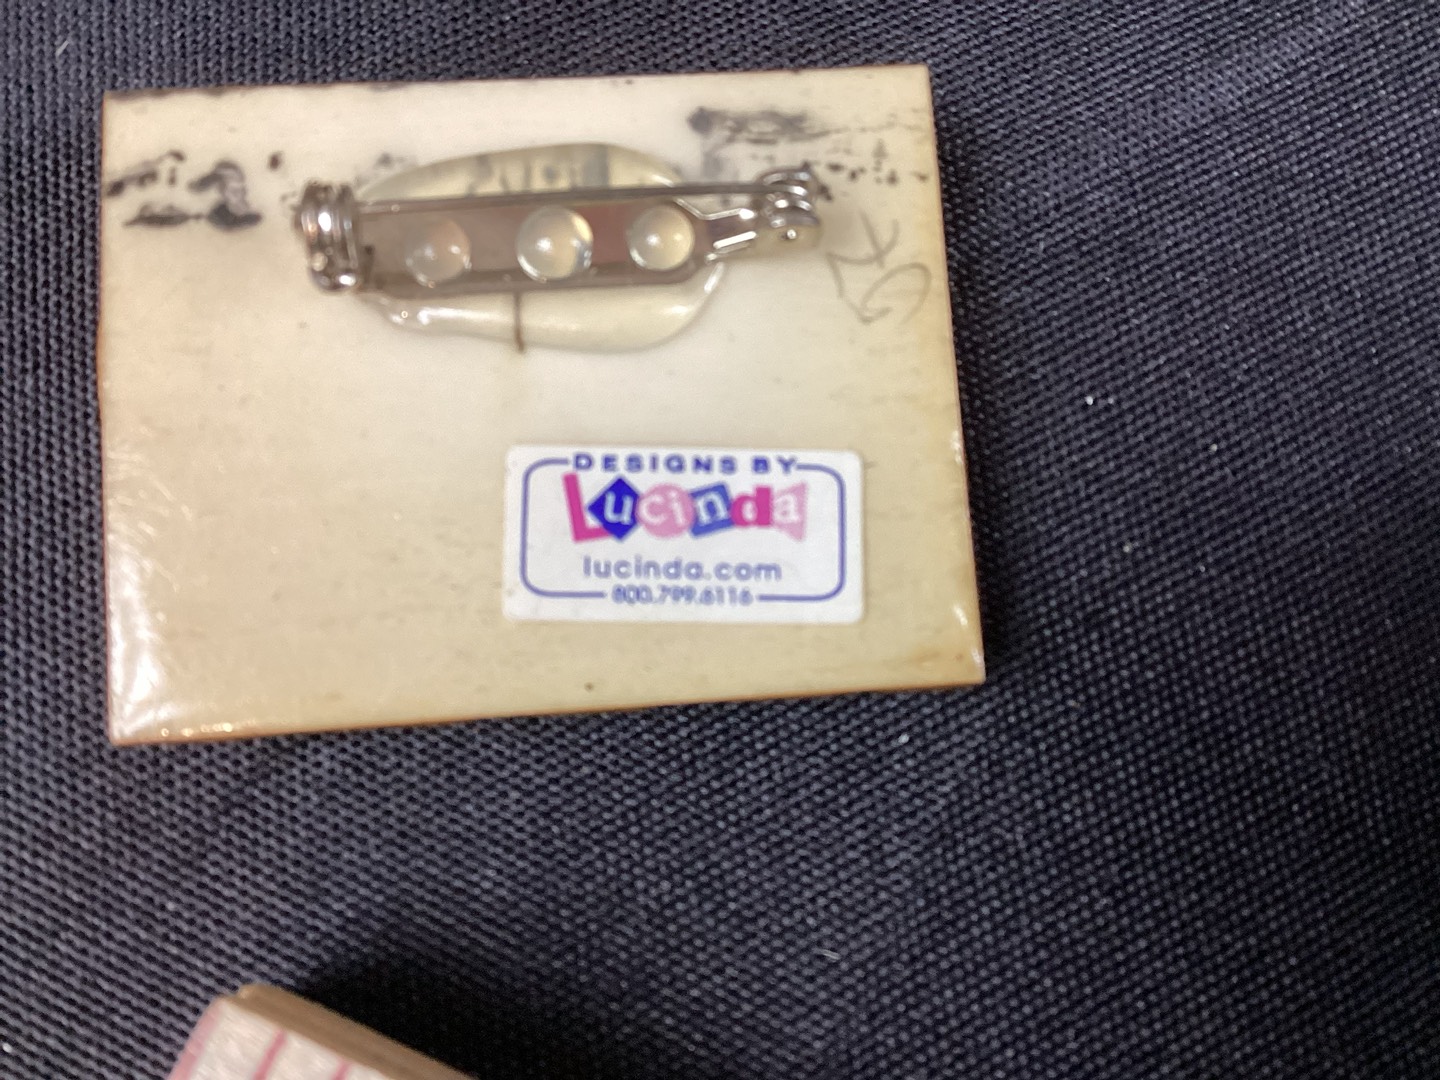 DESIGNS BY
Lucinda
lucinda.com
800.799.6116